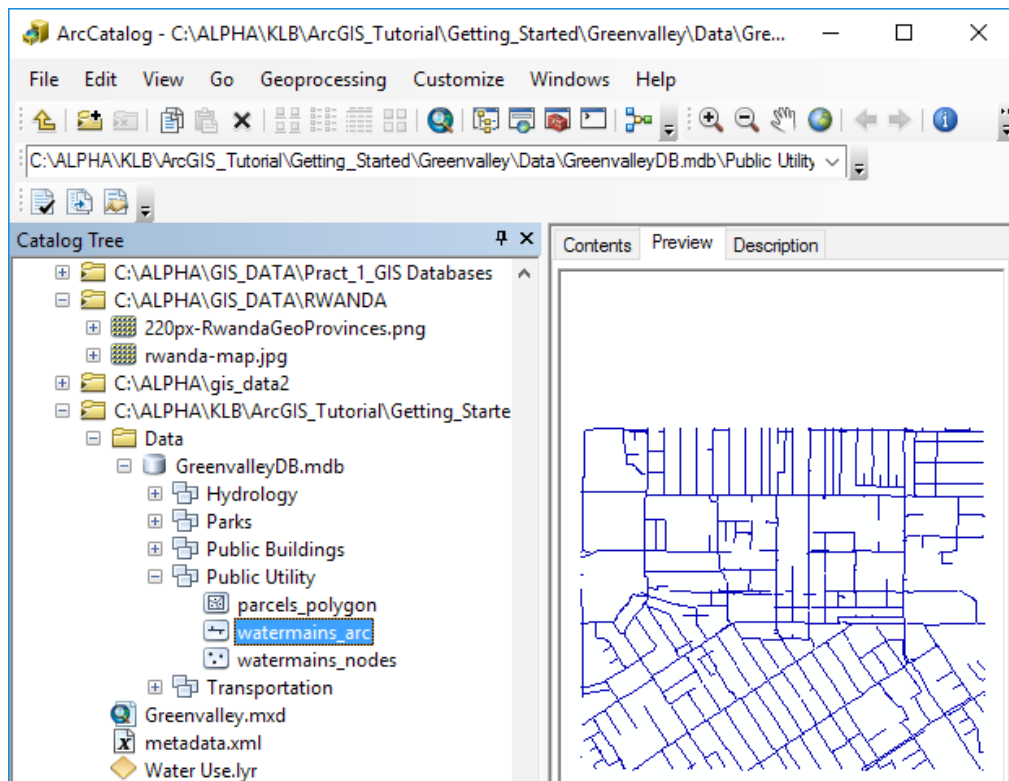 ArcCatalog - C:\ALPHA\KLB\ArcGIS_Tutorial\Getting_Started\Greenvalley\Data\Gre...
File Edit View Go Geoprocessing Customize Windows Help
C:\ALPHA\KLB\ArcGIS_Tutorial\Getting_Started\Greenvalley\Data\GreenvalleyDB.mdb\Public Utility
Catalog Tree
Contents Preview Description
C:\ALPHA\GIS_DATA\Pract_1_GIS Databases
C:\ALPHA\GIS_DATA\RWANDA
220px-RwandaGeoProvinces.png
rwanda-map.jpg
C:\ALPHA\gis_data2
C:\ALPHA\KLB\ArcGIS_Tutorial\Getting_Starte
Data
GreenvalleyDB.mdb
Hydrology
Parks
Public Buildings
Public Utility
parcels_polygon
watermains_arc
watermains_nodes
Transportation
Greenvalley.mxd
metadata.xml
Water Use.lyr